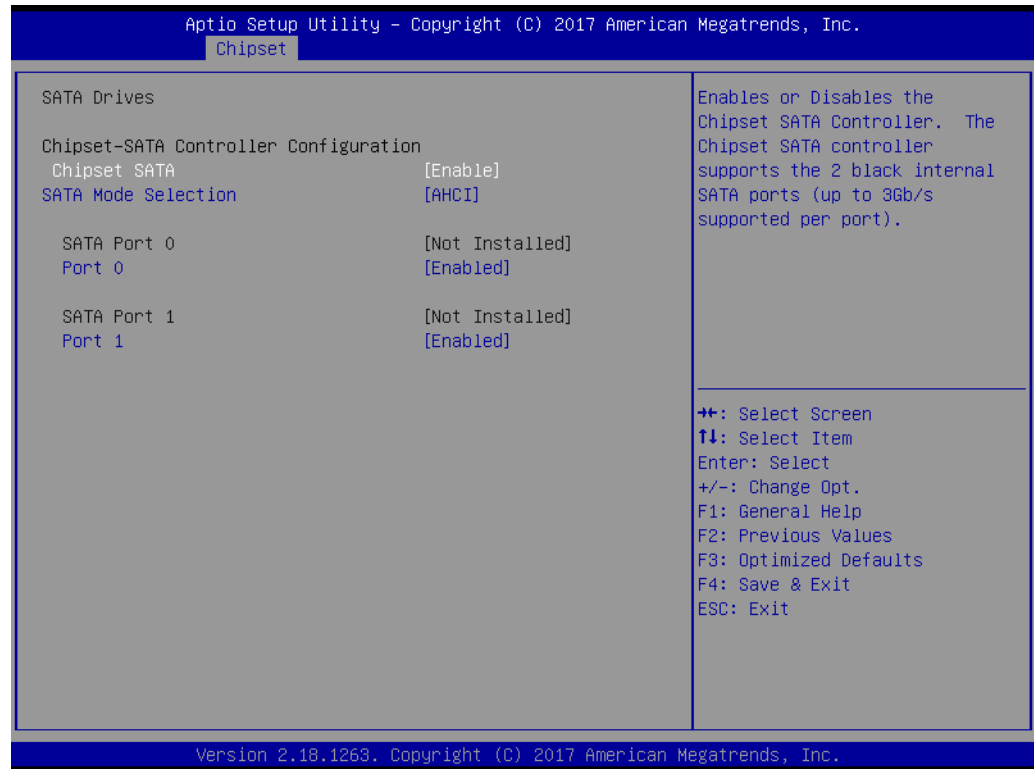 Aptio Setup Utility – Copyright (C) 2017 American Megatrends, Inc.
Chipset
SATA Drives
Chipset-SATA Controller Configuration
Chipset SATA [Enable]
SATA Mode Selection [AHCI]
SATA Port 0 [Not Installed]
Port 0 [Enabled]
SATA Port 1 [Not Installed]
Port 1 [Enabled]
Enables or Disables the
Chipset SATA Controller. The
Chipset SATA controller
supports the 2 black internal
SATA ports (up to 3Gb/s
supported per port).
→←: Select Screen
↑↓: Select Item
Enter: Select
+/-: Change Opt.
F1: General Help
F2: Previous Values
F3: Optimized Defaults
F4: Save & Exit
ESC: Exit
Version 2.18.1263. Copyright (C) 2017 American Megatrends, Inc.